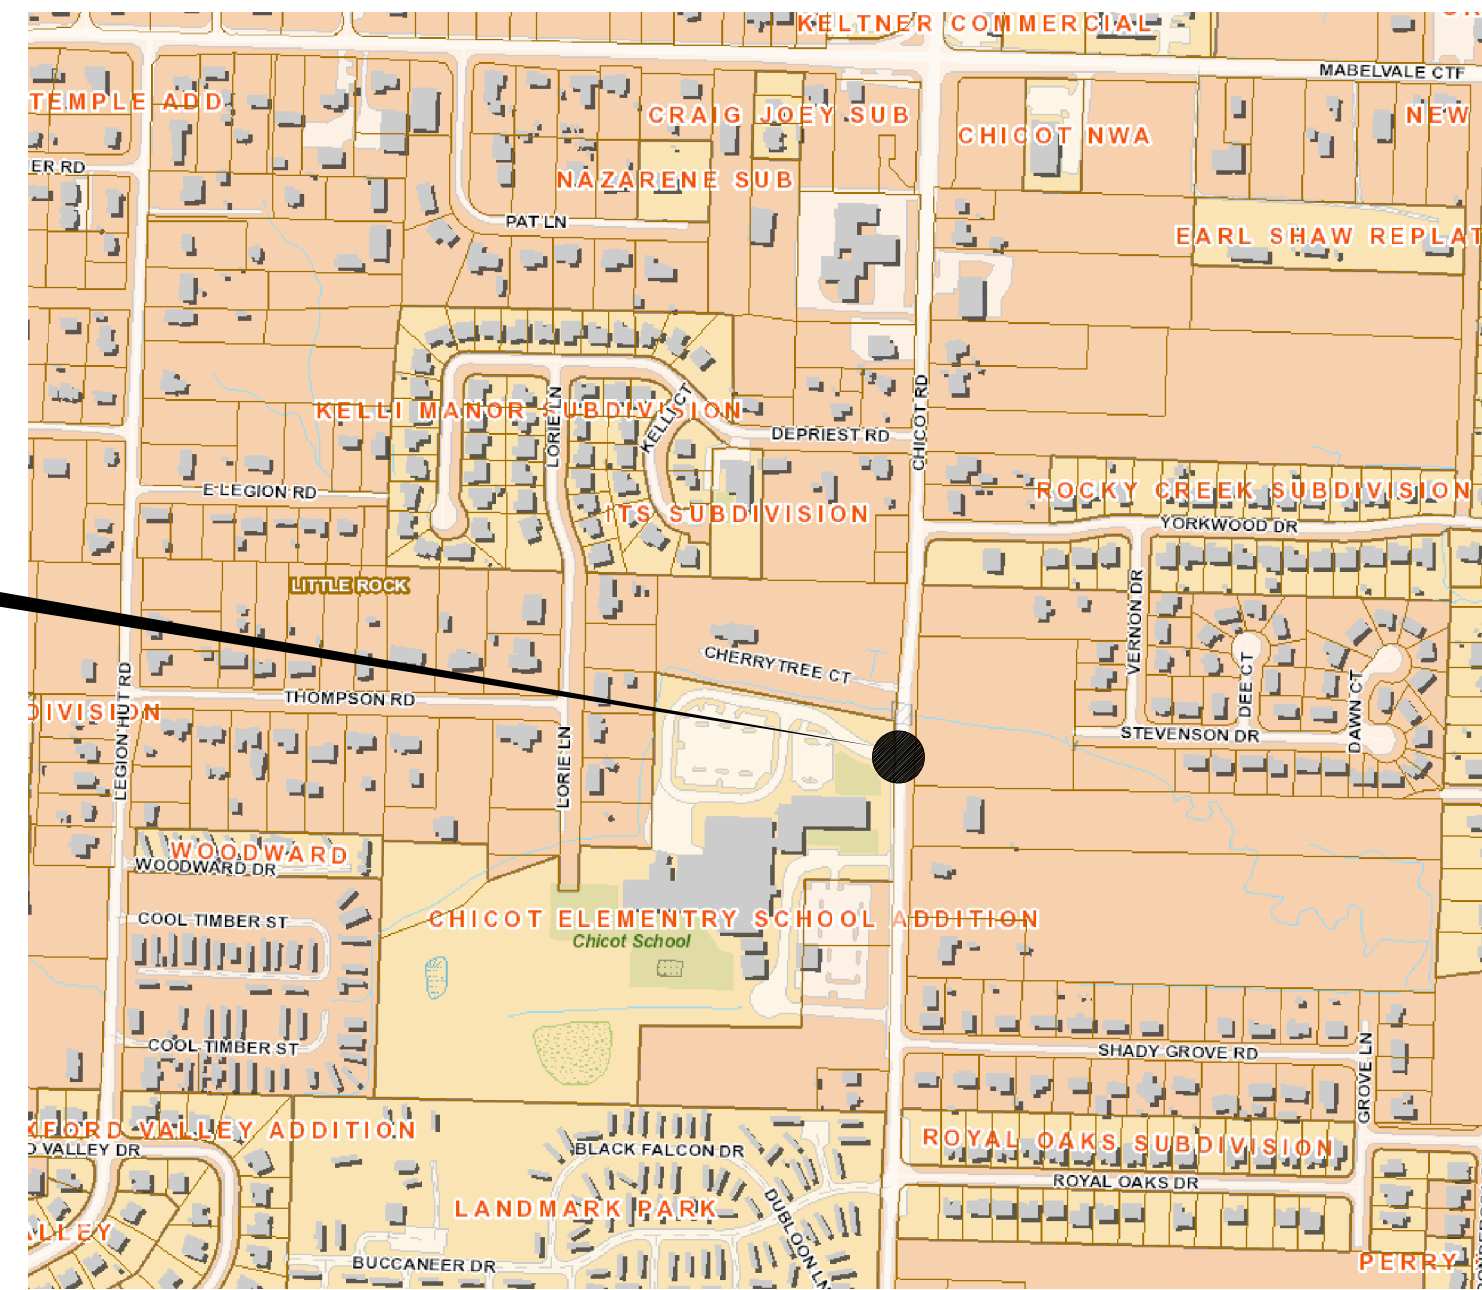 KELTNER COMMERCIAL
MABELVALE CTF
TEMPLE ADD
CRAIG JOEY SUB
CHICOT NWA
NEW
ER RD
NAZARENE SUB
PAT LN
EARL SHAW REPLAT
KELLI MANOR SUBDIVISION
LORIE LN
KELLI CT
CHICOT RD
DEPRIEST RD
E LEGION RD
ITS SUBDIVISION
ROCKY CREEK SUBDIVISION
YORKWOOD DR
LITTLE ROCK
VERNON DR
CHERRYTREE CT
LEGION HUT RD
THOMPSON RD
DIVISION
DEE CT
DAWN CT
STEVENSON DR
LORIE LN
WOODWARD
WOODWARD DR
COOL TIMBER ST
CHICOT ELEMENTRY SCHOOL ADDITION
Chicot School
COOL TIMBER ST
SHADY GROVE RD
GROVE LN
XFORD VALLEY ADDITION
D VALLEY DR
BLACK FALCON DR
ROYAL OAKS SUBDIVISION
ROYAL OAKS DR
LANDMARK PARK
DUBLOON LN
ALLEY
BUCCANEER DR
PERRY